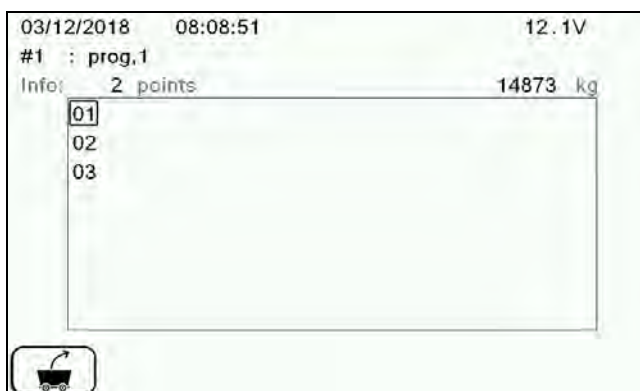 03/12/2018 08:08:51 12.1V
#1 : prog,1
Info: 2 points 14873 kg
01
02
03